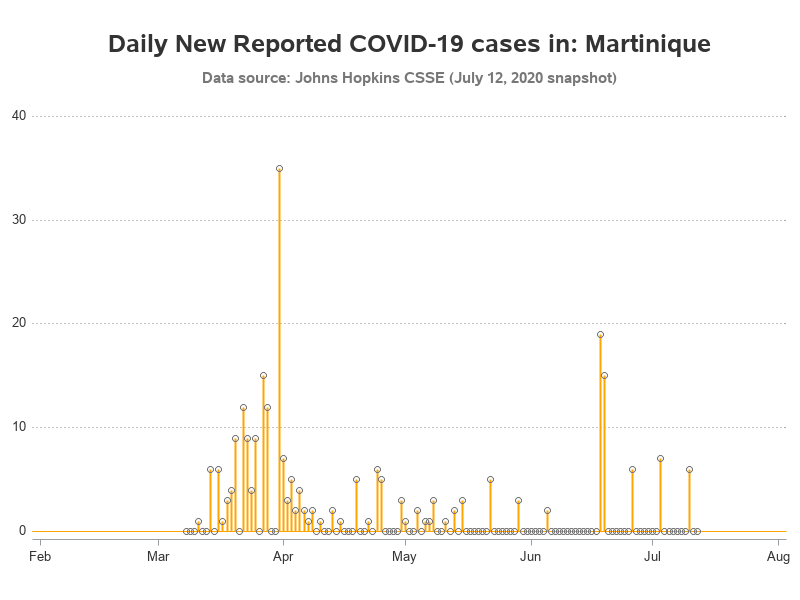 Daily New Reported COVID-19 cases in: Martinique
Data source: Johns Hopkins CSSE (July 12, 2020 snapshot)
40
30
20
10
0
Feb Mar Apr May Jun Jul Aug